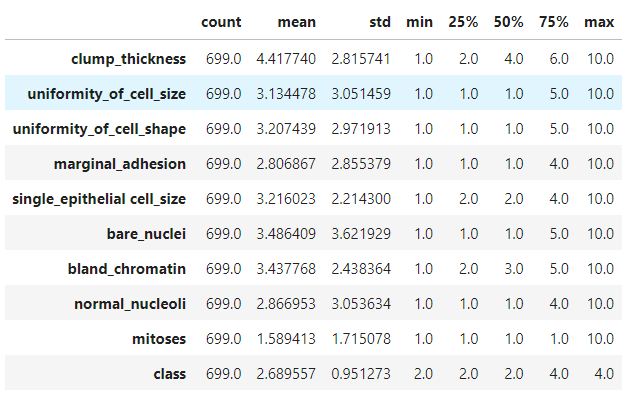 count mean std min 25% 50% 75% max
clump_thickness 699.0 4.417740 2.815741 1.0 2.0 4.0 6.0 10.0
uniformity_of_cell_size 699.0 3.134478 3.051459 1.0 1.0 1.0 5.0 10.0
uniformity_of_cell_shape 699.0 3.207439 2.971913 1.0 1.0 1.0 5.0 10.0
marginal_adhesion 699.0 2.806867 2.855379 1.0 1.0 1.0 4.0 10.0
single_epithelial cell_size 699.0 3.216023 2.214300 1.0 2.0 2.0 4.0 10.0
bare_nuclei 699.0 3.486409 3.621929 1.0 1.0 1.0 5.0 10.0
bland_chromatin 699.0 3.437768 2.438364 1.0 2.0 3.0 5.0 10.0
normal_nucleoli 699.0 2.866953 3.053634 1.0 1.0 1.0 4.0 10.0
mitoses 699.0 1.589413 1.715078 1.0 1.0 1.0 1.0 10.0
class 699.0 2.689557 0.951273 2.0 2.0 2.0 4.0 4.0